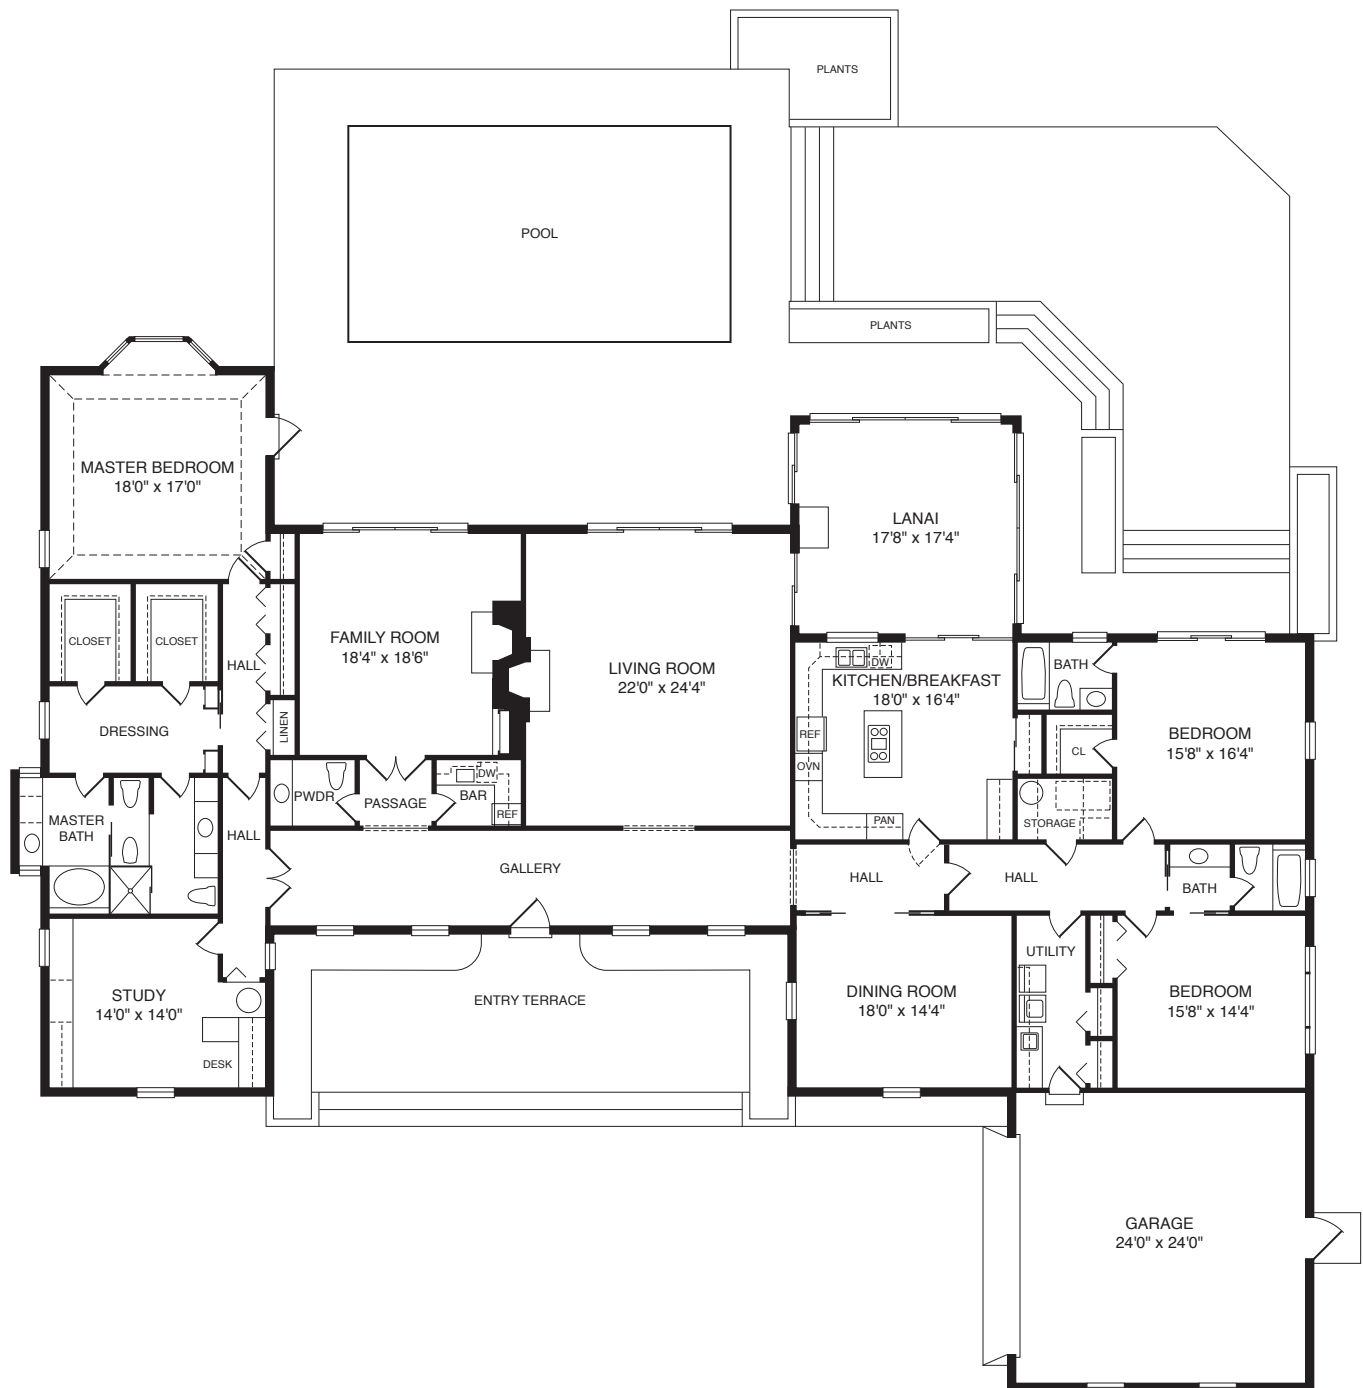 PLANTS
POOL
PLANTS
MASTER BEDROOM
18'0" x 17'0"
LANAI
17'8" x 17'4"
CLOSET
CLOSET
HALL
FAMILY ROOM
18'4" x 18'6"
LIVING ROOM
22'0" x 24'4"
DW
KITCHEN/BREAKFAST
18'0" x 16'4"
BATH
LINEN
DRESSING
REF
OVN
CL
BEDROOM
15'8" x 16'4"
PWDR
PASSAGE
DW
BAR
REF
PAN
STORAGE
MASTER
BATH
HALL
GALLERY
HALL
HALL
BATH
UTILITY
STUDY
14'0" x 14'0"
DESK
ENTRY TERRACE
DINING ROOM
18'0" x 14'4"
BEDROOM
15'8" x 14'4"
GARAGE
24'0" x 24'0"